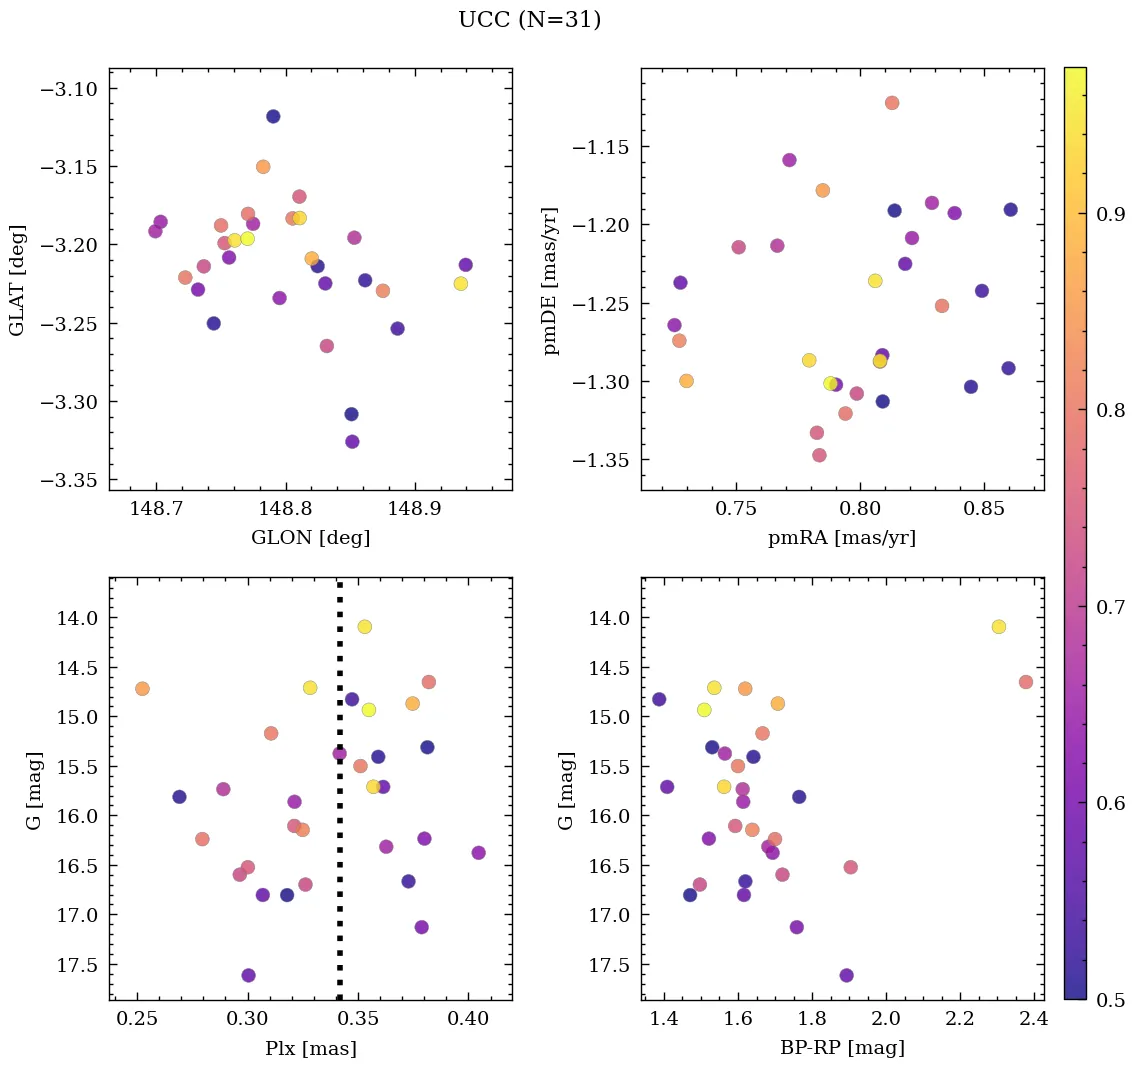 UCC (N=31)
−3.10
−3.15
−3.20
−3.25
−3.30
−3.35
GLAT [deg]
148.7 148.8 148.9
GLON [deg]
−1.15
−1.20
−1.25
−1.30
−1.35
pmDE [mas/yr]
0.75 0.80 0.85
pmRA [mas/yr]
14.0
14.5
15.0
15.5
16.0
16.5
17.0
17.5
G [mag]
0.25 0.30 0.35 0.40
Plx [mas]
14.0
14.5
15.0
15.5
16.0
16.5
17.0
17.5
G [mag]
1.4 1.6 1.8 2.0 2.2 2.4
BP-RP [mag]
0.9
0.8
0.7
0.6
0.5